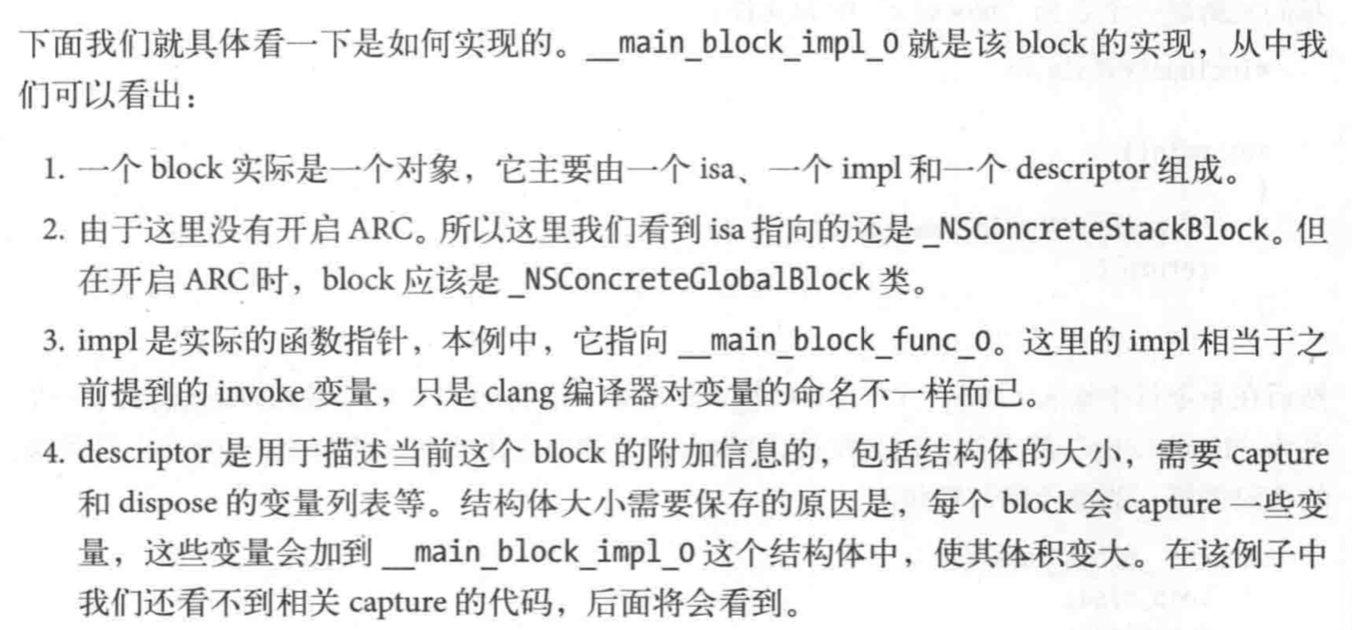 下面我们就具体看一下是如何实现的。__main_block_impl_0 就是该 block 的实现，从中我
们可以看出：
1. 一个 block 实际是一个对象，它主要由一个 isa、一个 impl 和一个 descriptor 组成。
2. 由于这里没有开启 ARC。所以这里我们看到 isa 指向的还是 _NSConcreteStackBlock。但
在开启 ARC 时，block 应该是 _NSConcreteGlobalBlock 类。
3. impl 是实际的函数指针，本例中，它指向 __main_block_func_0。这里的 impl 相当于之
前提到的 invoke 变量，只是 clang 编译器对变量的命名不一样而已。
4. descriptor 是用于描述当前这个 block 的附加信息的，包括结构体的大小，需要 capture
和 dispose 的变量列表等。结构体大小需要保存的原因是，每个 block 会 capture 一些变
量，这些变量会加到 __main_block_impl_0 这个结构体中，使其体积变大。在该例子中
我们还看不到相关 capture 的代码，后面将会看到。